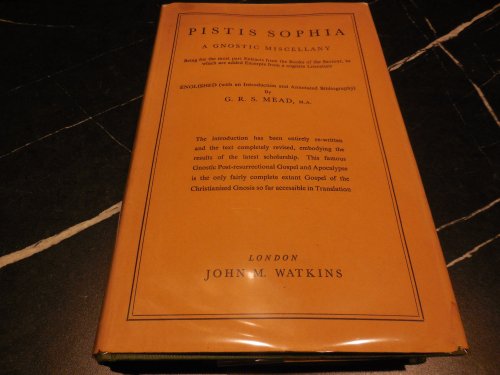 PISTIS SOPHIA
A GNOSTIC MISCELLANY
Being for the most part Extracts from the Books of the Saviour, to
which are added Excerpts from a cognate Literature
ENGLISHED (with an Introduction and Annotated Bibliography)
BY
G. R. S. MEAD, M.A.
The introduction has been entirely re-written
and the text completely revised, embodying the
results of the latest scholarship. This famous
Gnostic Post-resurrectional Gospel and Apocalypse
is the only fairly complete extant Gospel of the
Christianised Gnosis so far accessible in Translation
LONDON
JOHN M. WATKINS